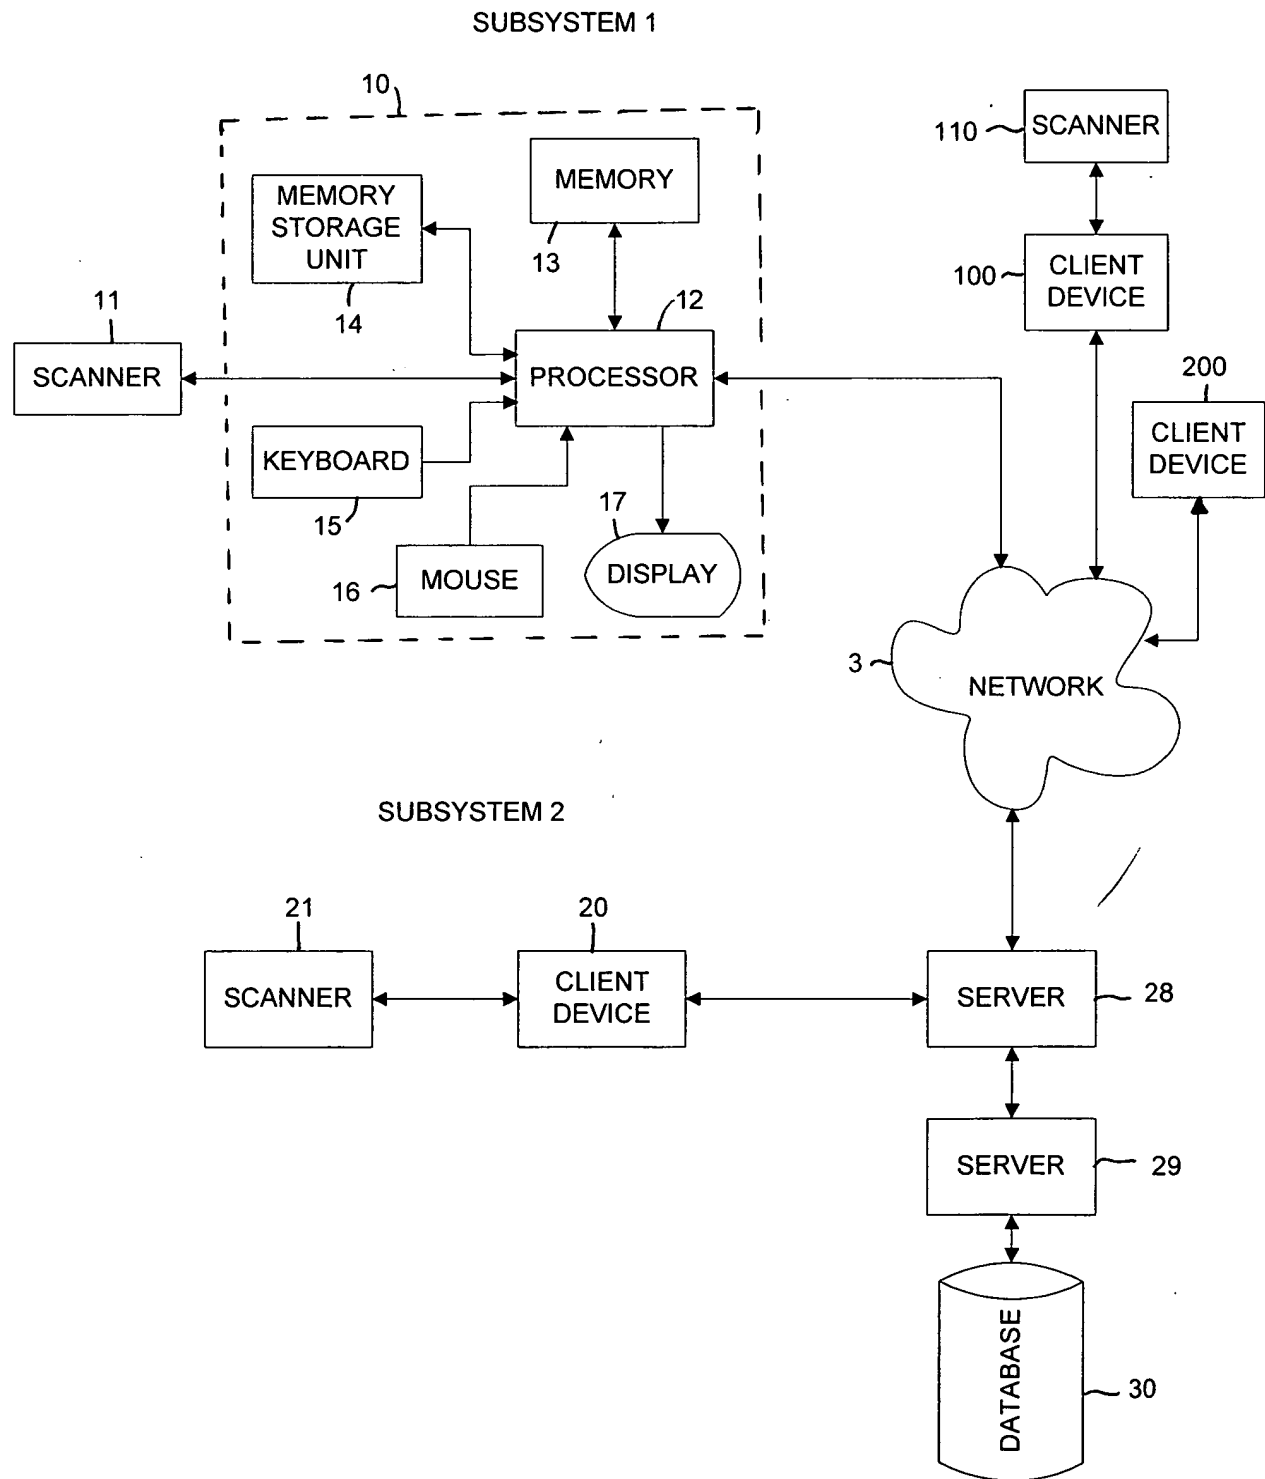 SUBSYSTEM 1
10
110
SCANNER
MEMORY
STORAGE
UNIT
14
MEMORY
13
100
CLIENT
DEVICE
11
SCANNER
12
PROCESSOR
200
CLIENT
DEVICE
KEYBOARD
15
17
MOUSE
16
DISPLAY
3
NETWORK
SUBSYSTEM 2
21
SCANNER
20
CLIENT
DEVICE
SERVER
28
SERVER
29
DATABASE
30